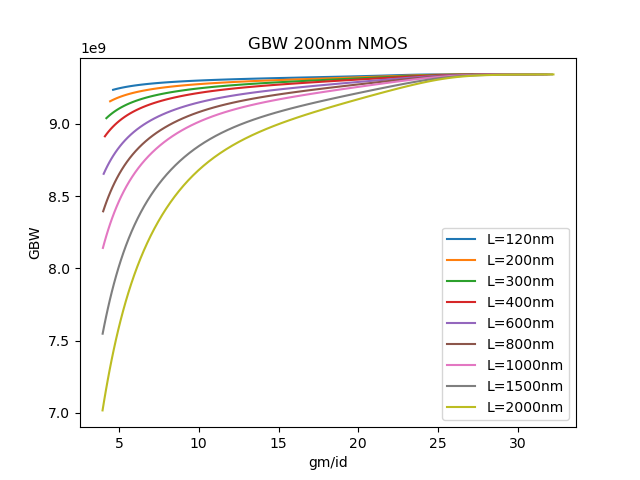 GBW 200nm NMOS
1e9
9.0
8.5
8.0
7.5
7.0
GBW
5
10
15
20
25
30
gm/id
L=120nm
L=200nm
L=300nm
L=400nm
L=600nm
L=800nm
L=1000nm
L=1500nm
L=2000nm